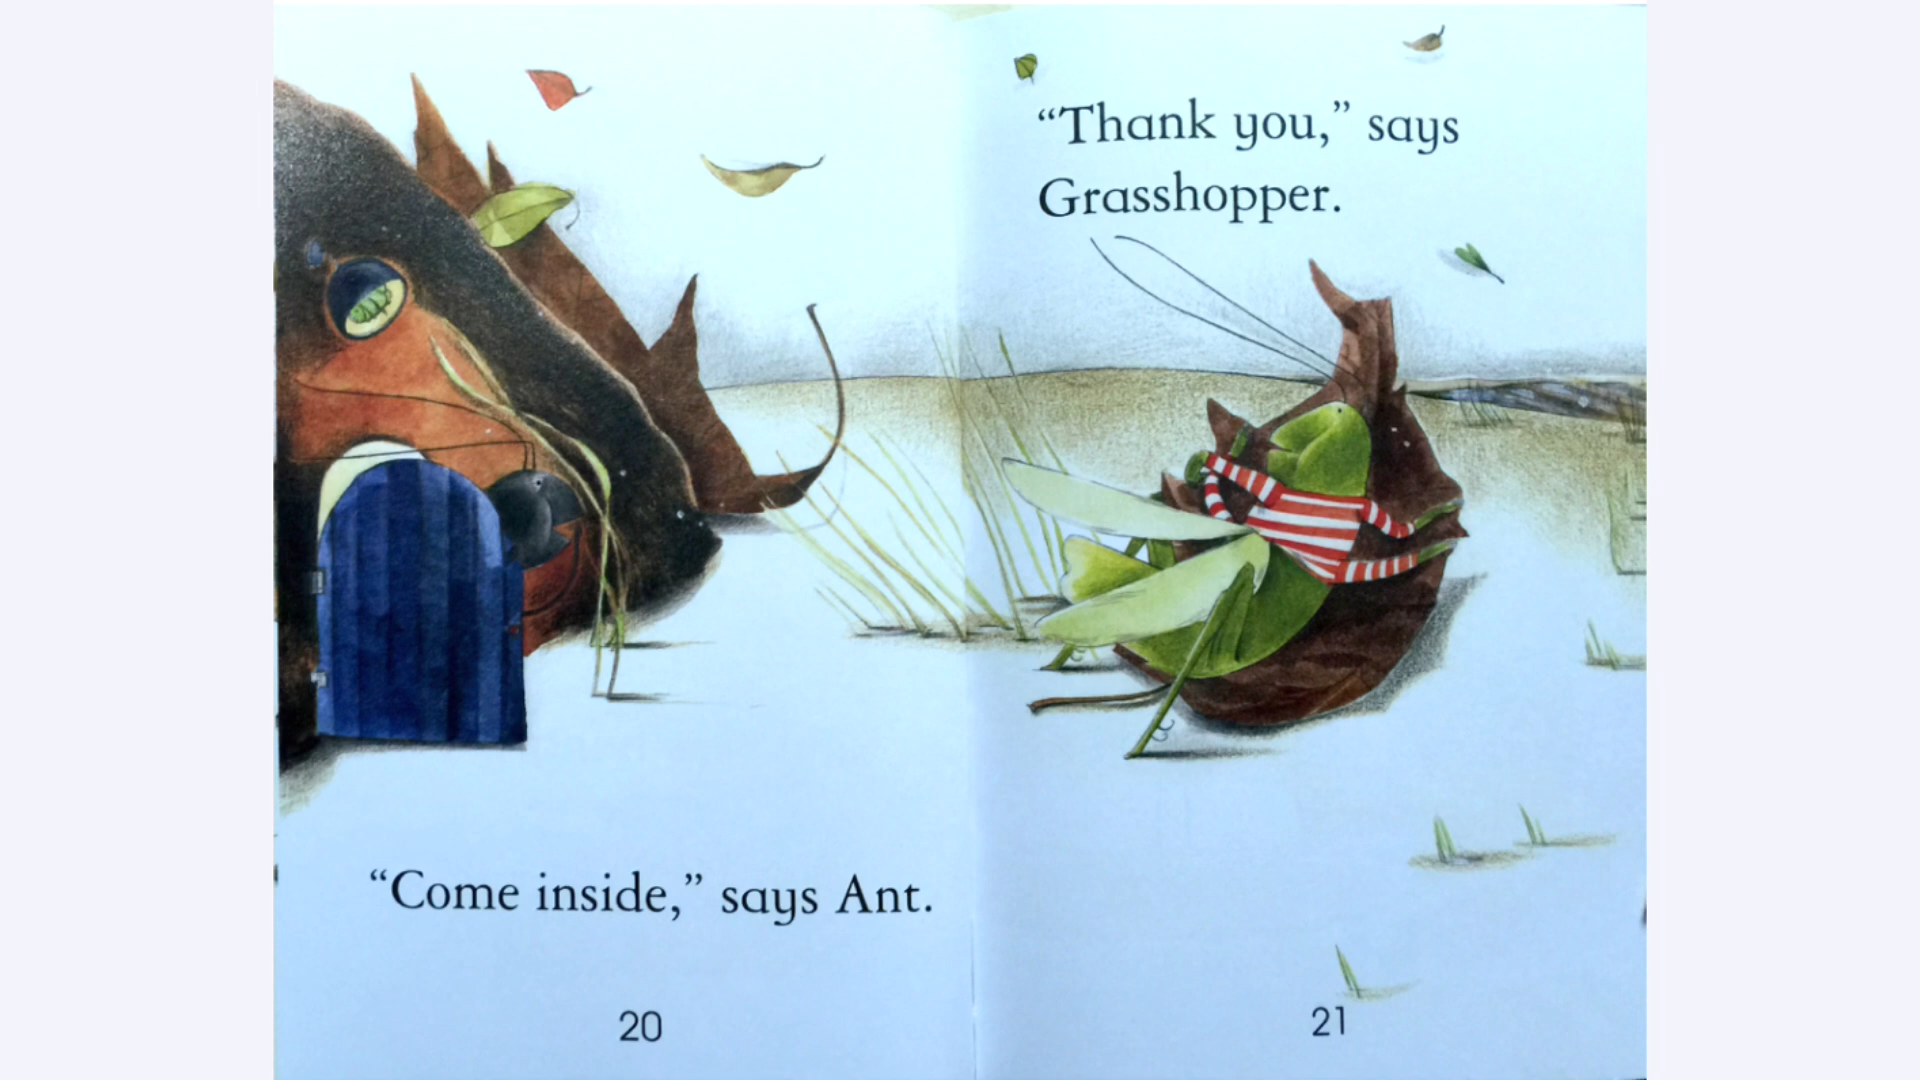 “Come inside,” says Ant.
20
“Thank you,” says
Grasshopper.
21